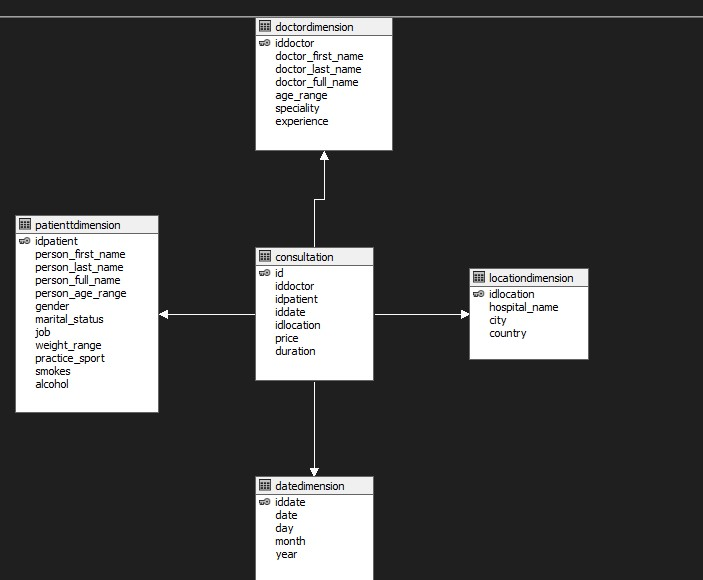 doctordimension
iddoctor
doctor_first_name
doctor_last_name
doctor_full_name
age_range
speciality
experience
patienttdimension
idpatient
person_first_name
person_last_name
person_full_name
person_age_range
gender
marital_status
job
weight_range
practice_sport
smokes
alcohol
consultation
id
iddoctor
idpatient
iddate
idlocation
price
duration
locationdimension
idlocation
hospital_name
city
country
datedimension
iddate
date
day
month
year